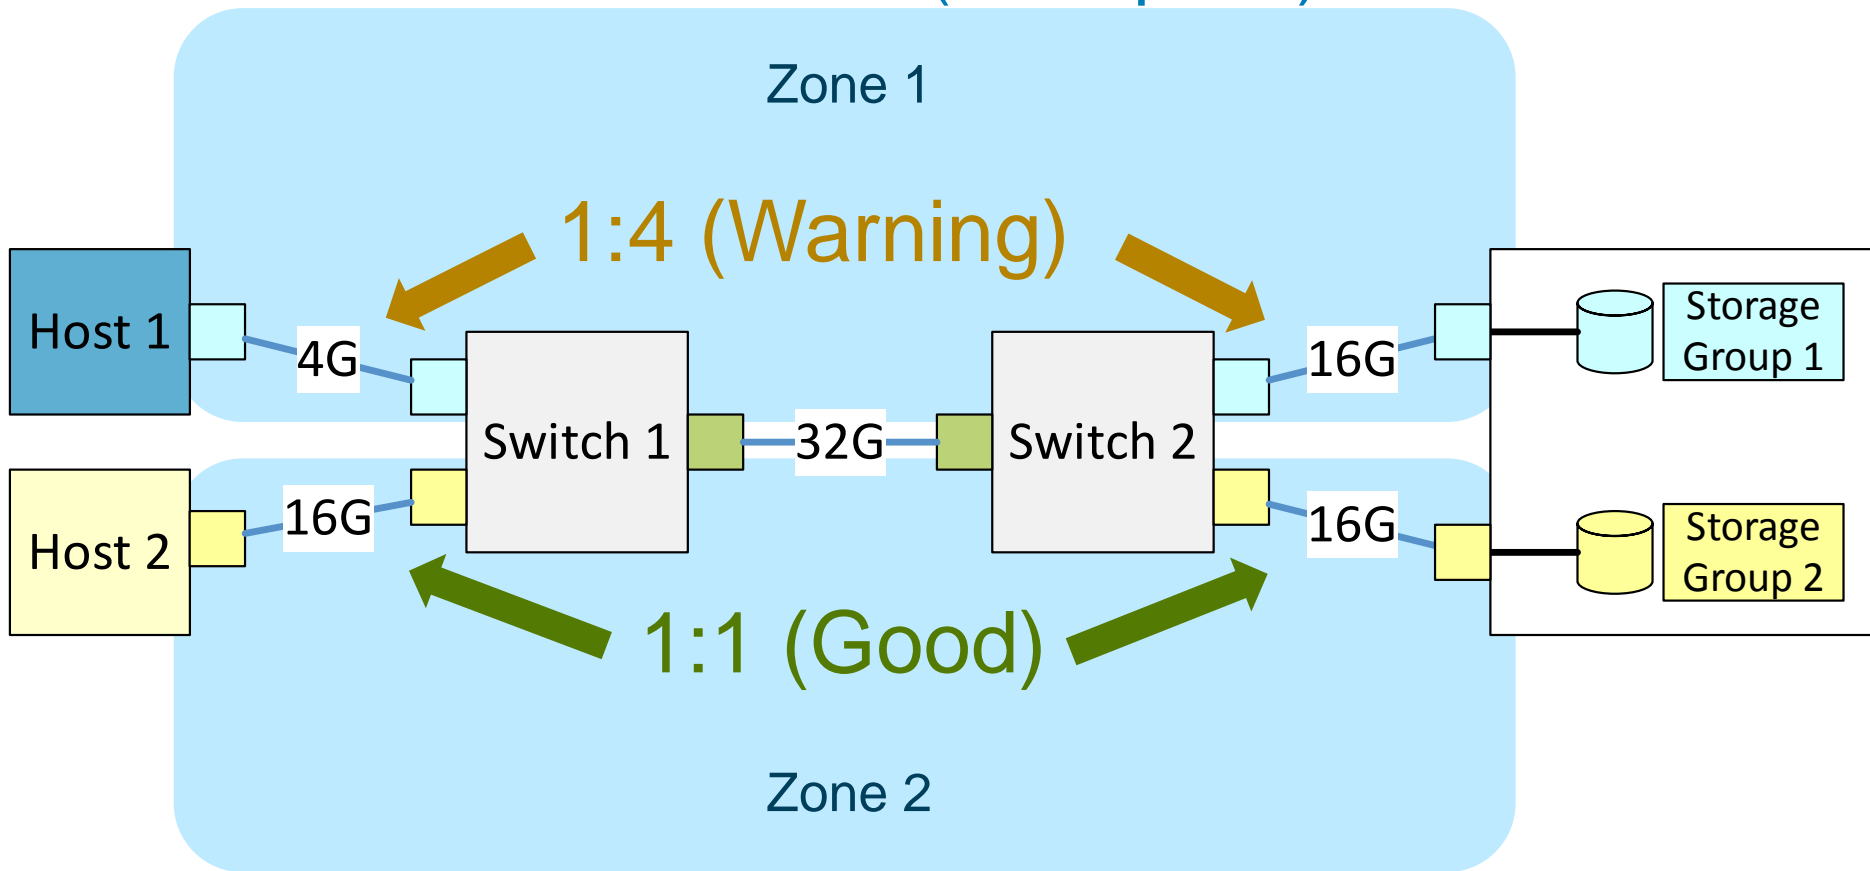 Zone 1
1:4 (Warning)
Host 1
4G
Switch 1
32G
Switch 2
16G
Storage
Group 1
Host 2
16G
16G
Storage
Group 2
1:1 (Good)
Zone 2